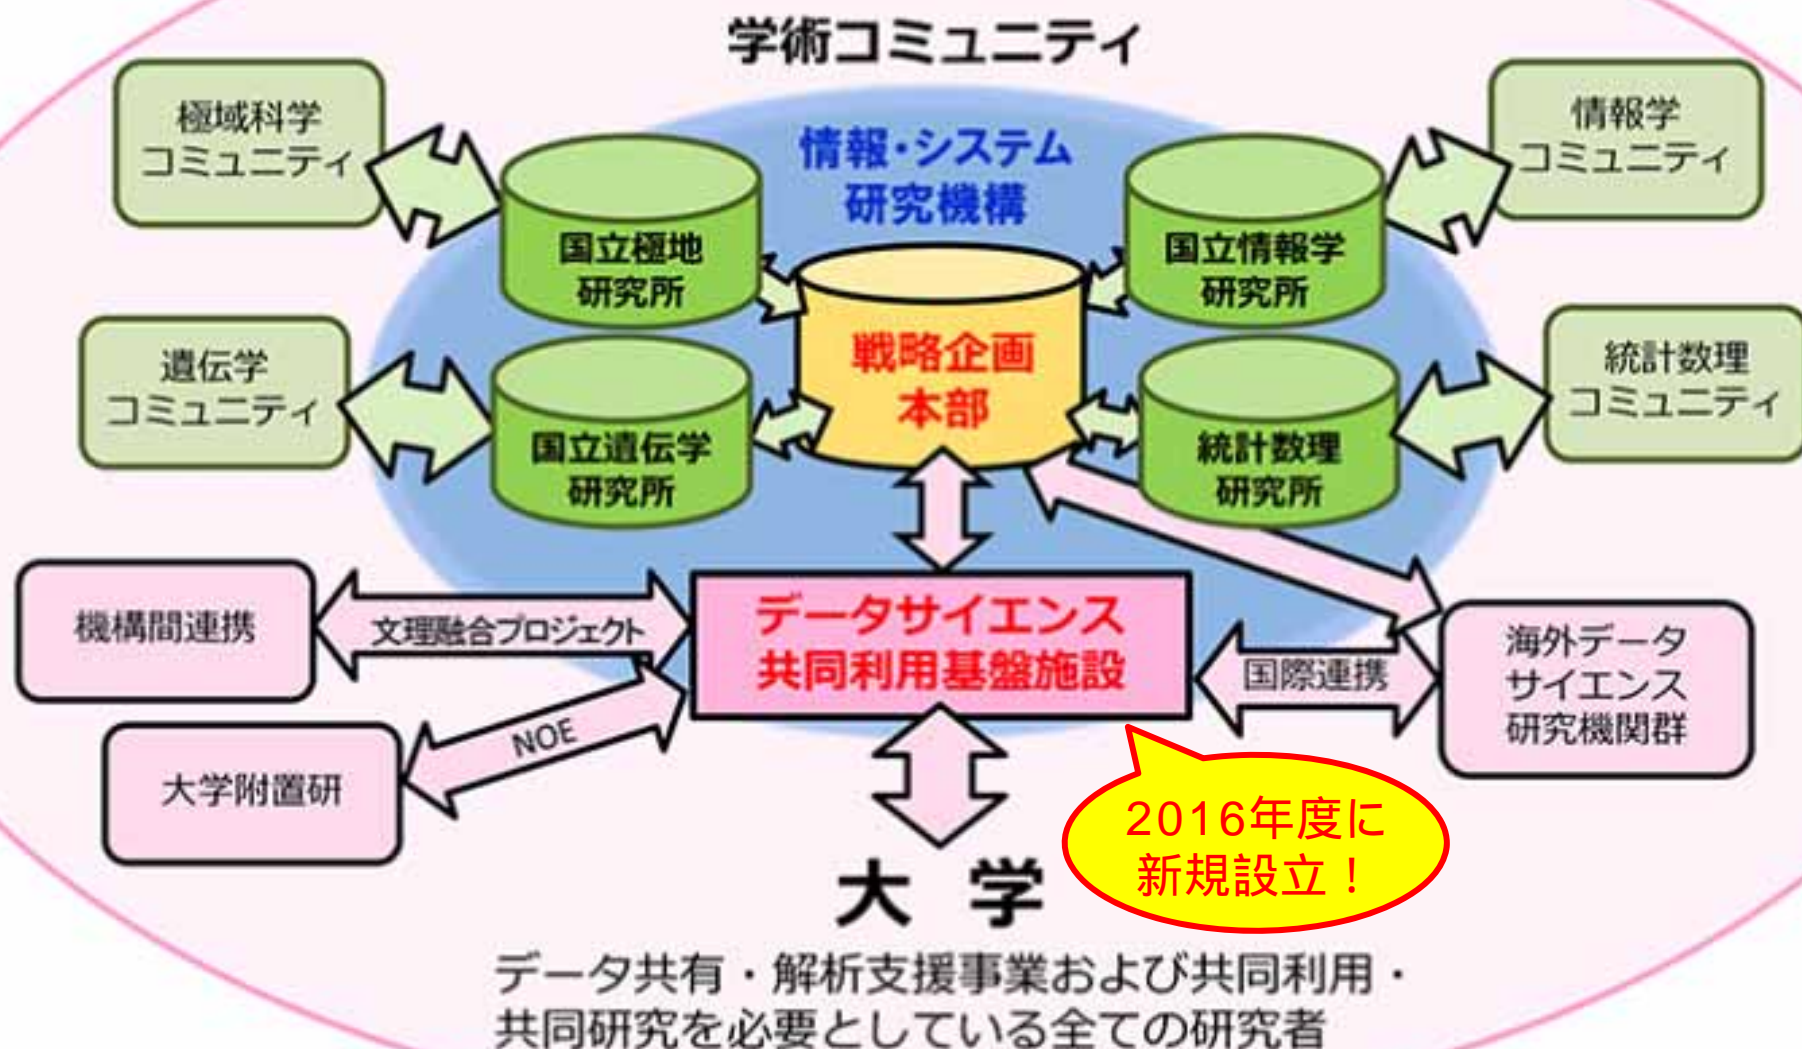 学術コミュニティ
極域科学
コミュニティ
情報・システム
研究機構
情報学
コミュニティ
国立極地
研究所
国立情報学
研究所
遺伝学
コミュニティ
戦略企画
本部
統計数理
コミュニティ
国立遺伝学
研究所
統計数理
研究所
機構間連携
文理融合プロジェクト
データサイエンス
共同利用基盤施設
国際連携
海外データ
サイエンス
研究機関群
NOE
大学附置研
2016年度に
新規設立！
大 学
データ共有・解析支援事業および共同利用・
共同研究を必要としている全ての研究者